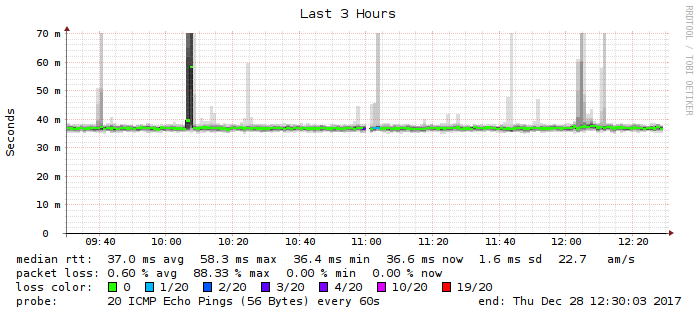 Last 3 Hours
RRDTOOL / TOBI OETIKER
Seconds
70 m
60 m
50 m
40 m
30 m
20 m
10 m
0
09:40 10:00 10:20 10:40 11:00 11:20 11:40 12:00 12:20
median rtt: 37.0 ms avg 58.3 ms max 36.4 ms min 36.6 ms now 1.6 ms sd 22.7 am/s
packet loss: 0.60 % avg 88.33 % max 0.00 % min 0.00 % now
loss color: 0 1/20 2/20 3/20 4/20 10/20 19/20
probe: 20 ICMP Echo Pings (56 Bytes) every 60s end: Thu Dec 28 12:30:03 2017